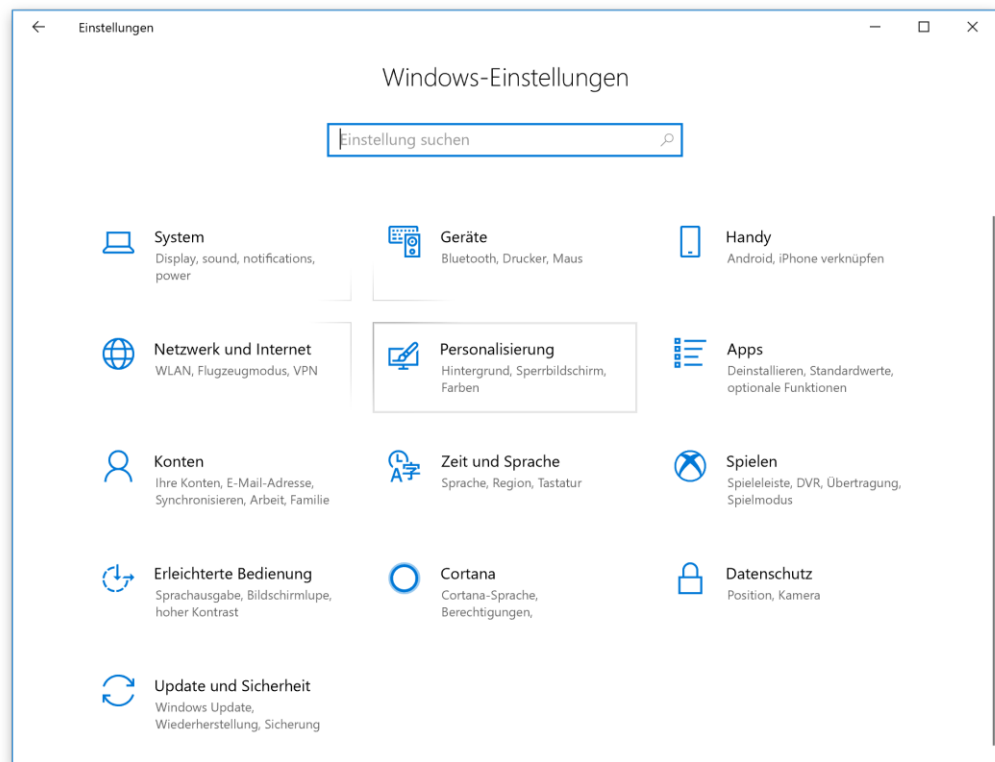 Einstellungen
Windows-Einstellungen
Einstellung suchen
System
Display, sound, notifications,
power
Geräte
Bluetooth, Drucker, Maus
Handy
Android, iPhone verknüpfen
Netzwerk und Internet
WLAN, Flugzeugmodus, VPN
Personalisierung
Hintergrund, Sperrbildschirm,
Farben
Apps
Deinstallieren, Standardwerte,
optionale Funktionen
Konten
Ihre Konten, E-Mail-Adresse,
Synchronisieren, Arbeit, Familie
Zeit und Sprache
Sprache, Region, Tastatur
Spielen
Spieleleiste, DVR, Übertragung,
Spielmodus
Erleichterte Bedienung
Sprachausgabe, Bildschirmlupe,
hoher Kontrast
Cortana
Cortana-Sprache,
Berechtigungen,
Datenschutz
Position, Kamera
Update und Sicherheit
Windows Update,
Wiederherstellung, Sicherung